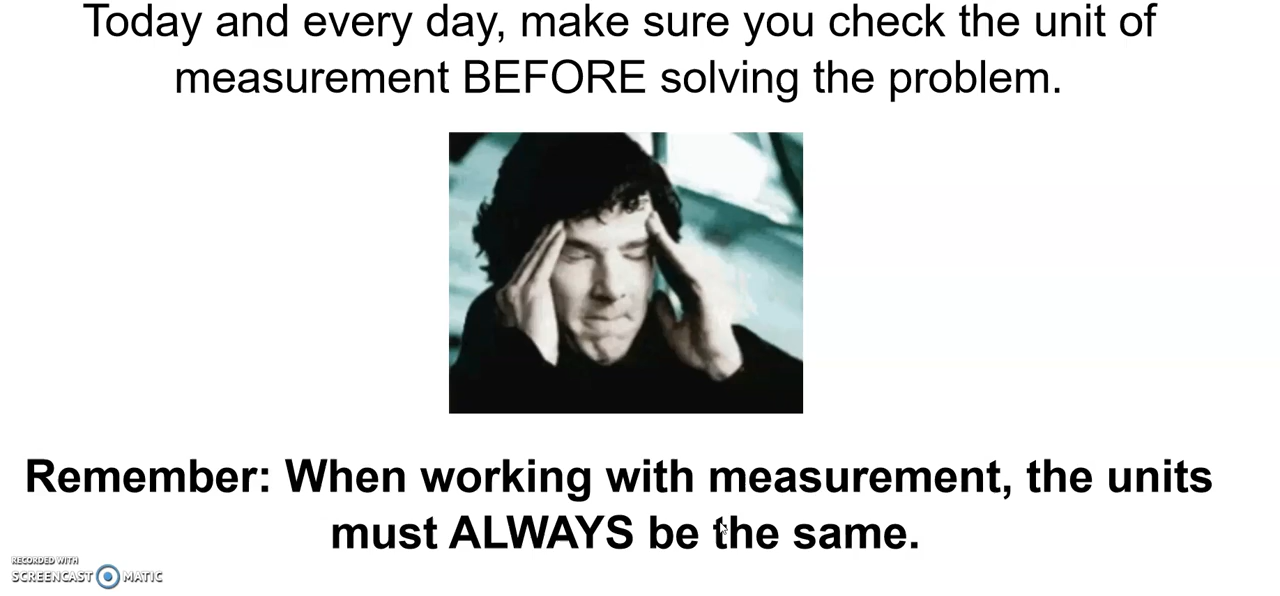 Today and every day, make sure you check the unit of
measurement BEFORE solving the problem.
Remember: When working with measurement, the units
must ALWAYS be the same.
RECORDED WITH
SCREENCAST MATIC